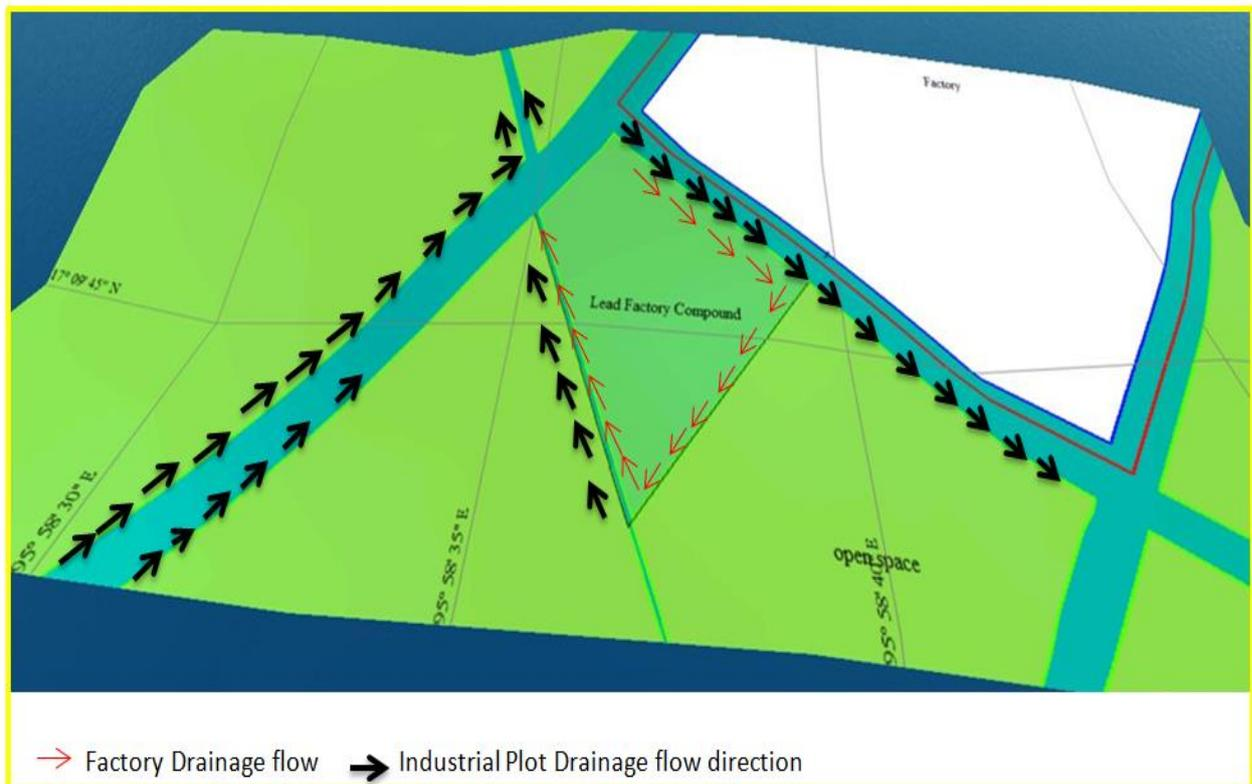 Factory
17° 09' 45" N
Lead Factory Compound
95° 58' 30" E
95° 58' 35" E
95° 58' 40" E
open space
Factory Drainage flow
Industrial Plot Drainage flow direction